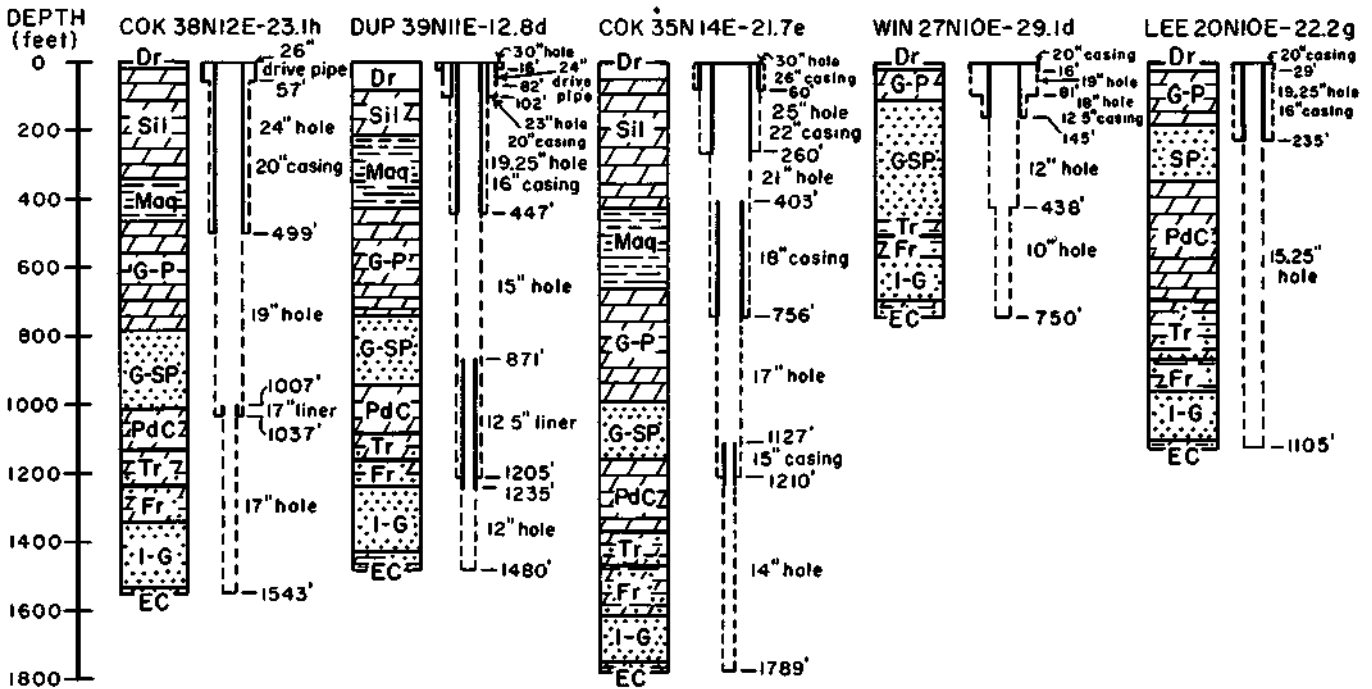 DEPTH
(feet)
0
200
400
600
800
1000
1200
1400
1600
1800
COK 38N12E-23.1h
Dr
Sil
Maq
G-P
G-SP
PdC
Tr
Fr
I-G
EC
26"
drive pipe
57'
24" hole
20" casing
499'
19" hole
1007'
17" liner
1037'
17" hole
1543'
DUP 39N11E-12.8d
Dr
Sil
Maq
G-P
G-SP
PdC
Tr
Fr
I-G
EC
30" hole
16'
24"
82' drive
pipe
102'
23" hole
20" casing
19.25" hole
16" casing
447'
15" hole
871'
12 5" liner
1205'
1235'
12" hole
1480'
COK 35N14E-21.7e
Dr
Sil
Maq
G-P
G-SP
PdC
Tr
Fr
I-G
EC
30" hole
26" casing
60'
25" hole
22" casing
260'
21" hole
403'
18" casing
756'
17" hole
1127'
15" casing
1210'
14" hole
1789'
WIN 27N10E-29.1d
Dr
G-P
G-SP
Tr
Fr
I-G
EC
20" casing
16'
19" hole
81'
18" hole
12 5" casing
145'
12" hole
438'
10" hole
750'
LEE 20N10E-22.2g
Dr
G-P
SP
PdC
Tr
Fr
I-G
EC
20" casing
29'
19.25" hole
16" casing
235'
15.25"
hole
1105'